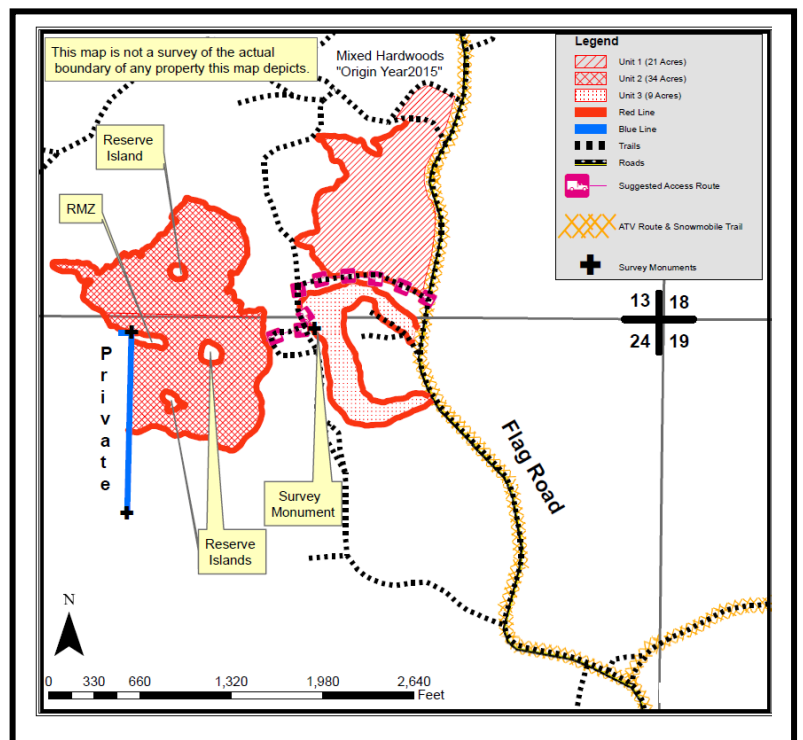 This map is not a survey of the actual
boundary of any property this map depicts.
Mixed Hardwoods
"Origin Year2015"
Legend
Unit 1 (21 Acres)
Unit 2 (34 Acres)
Unit 3 (9 Acres)
Red Line
Blue Line
Trails
Roads
Suggested Access Route
ATV Route & Snowmobile Trail
Survey Monuments
Reserve
Island
RMZ
13 18
24 19
Private
Flag Road
Survey
Monument
Reserve
Islands
N
0 330 660 1,320 1,980 2,640
Feet